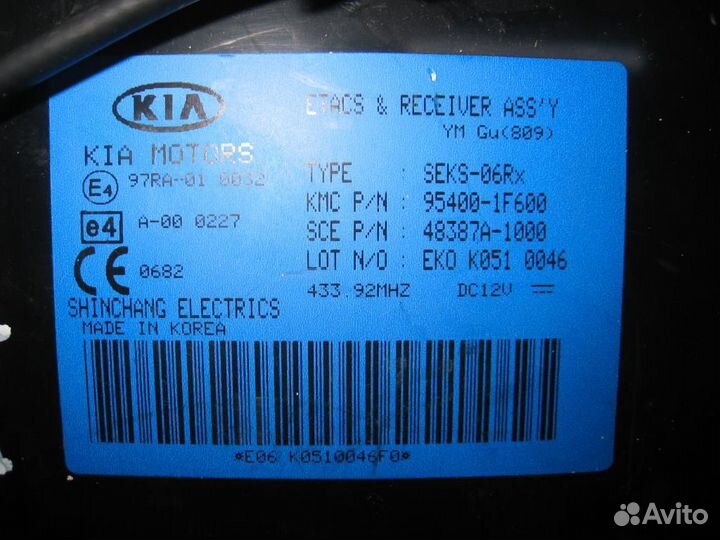 KIA
ETACS & RECEIVER ASS'Y
YM Gu(809)
KIA MOTORS
E4 97RA-01 0032
e4 A-00 0227
CE 0682
TYPE : SEKS-06Rx
KMC P/N : 95400-1F600
SCE P/N : 48387A-1000
LOT N/O : EKO K051 0046
433.92MHZ DC12V
SHINCHANG ELECTRICS
MADE IN KOREA
*E06 K0510046F0*
Avito